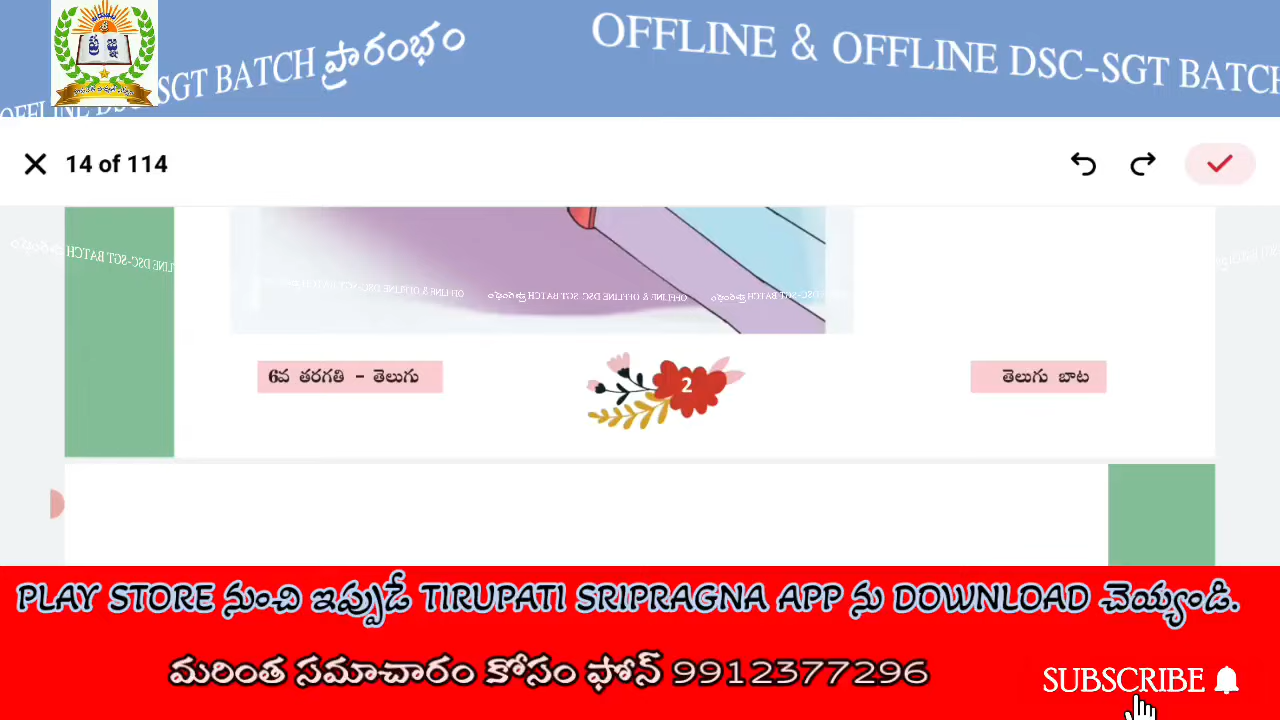 OFFLINE & OFFLINE DSC-SGT BATCH
SGT BATCH ప్రారంభం
14 of 114
6వ తరగతి - తెలుగు
2
తెలుగు బాట
PLAY STORE నుంచి ఇప్పుడే TIRUPATI SRIPRAGNA APP ను DOWNLOAD చెయ్యండి.
మరింత సమాచారం కోసం ఫోన్ 9912377296
SUBSCRIBE